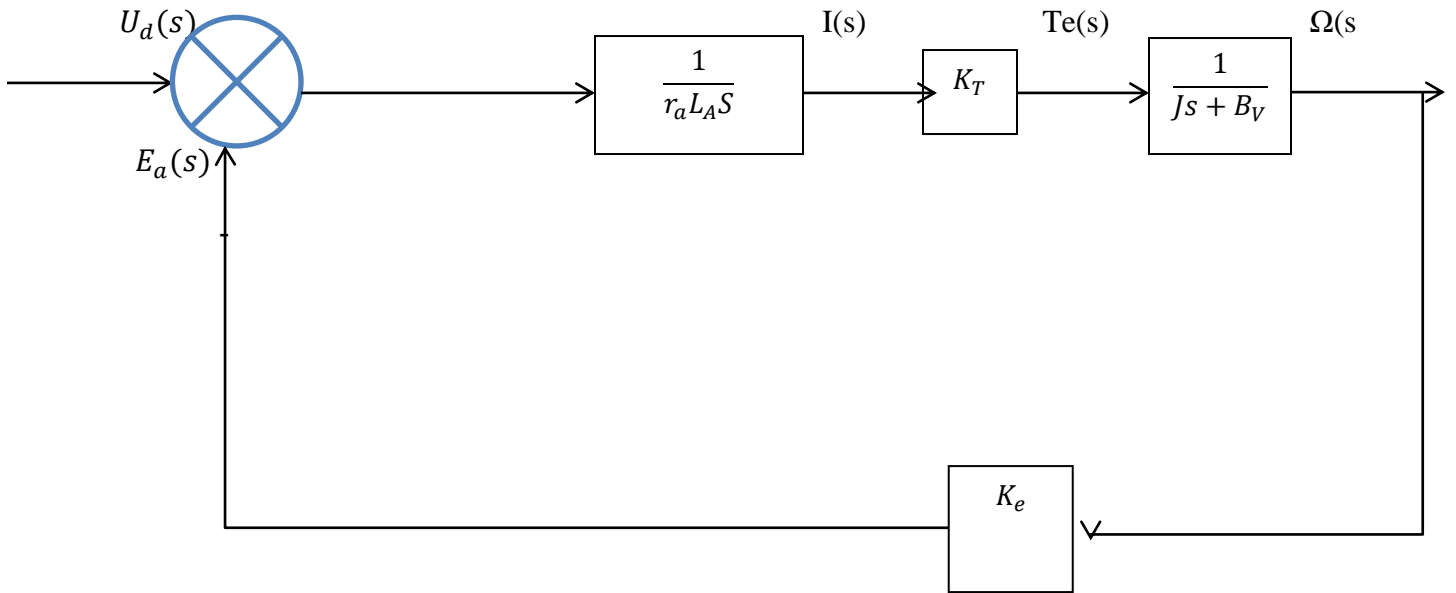 U_d(s)
I(s)
Te(s)
Ω(s
1
r_a L_A S
K_T
1
Js + B_V
E_a(s)
-
K_e